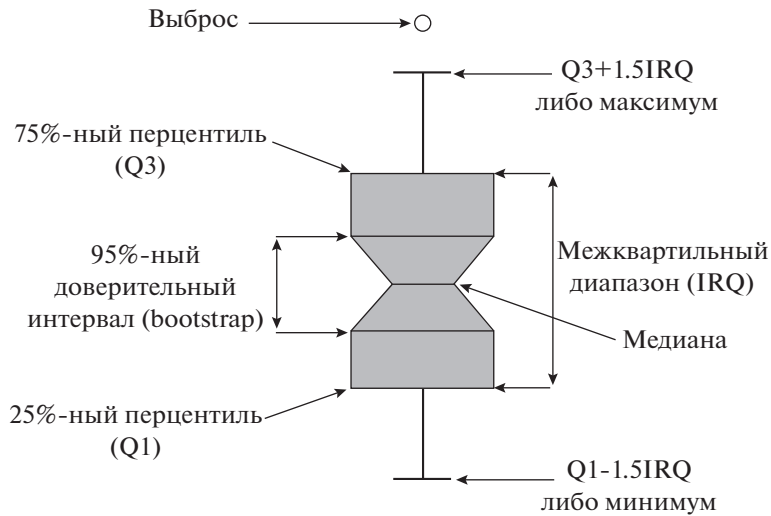 Выброс
Q3+1.5IRQ
либо максимум
75%-ный перцентиль
(Q3)
95%-ный
доверительный
интервал (bootstrap)
Межквартильный
диапазон (IRQ)
Медиана
25%-ный перцентиль
(Q1)
Q1-1.5IRQ
либо минимум